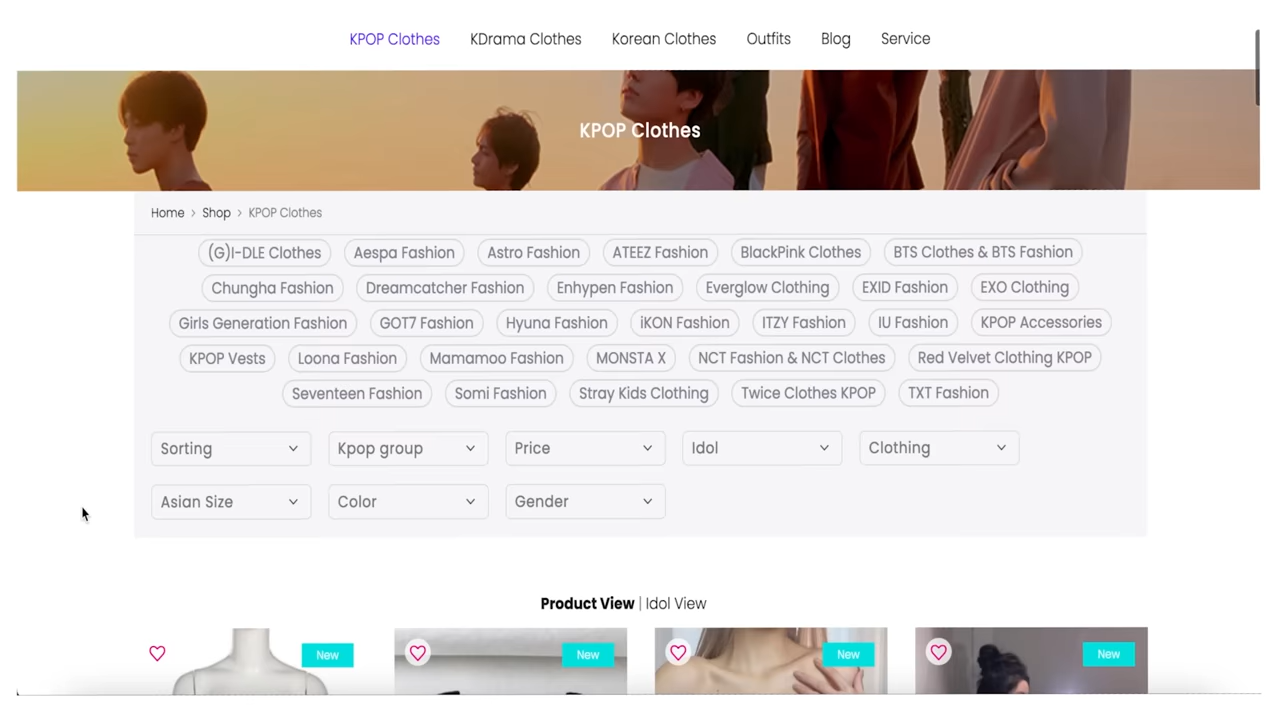 KPOP Clothes KDrama Clothes Korean Clothes Outfits Blog Service
KPOP Clothes
Home > Shop > KPOP Clothes
(G)I-DLE Clothes Aespa Fashion Astro Fashion ATEEZ Fashion BlackPink Clothes BTS Clothes & BTS Fashion
Chungha Fashion Dreamcatcher Fashion Enhypen Fashion Everglow Clothing EXID Fashion EXO Clothing
Girls Generation Fashion GOT7 Fashion Hyuna Fashion iKON Fashion ITZY Fashion IU Fashion KPOP Accessories
KPOP Vests Loona Fashion Mamamoo Fashion MONSTA X NCT Fashion & NCT Clothes Red Velvet Clothing KPOP
Seventeen Fashion Somi Fashion Stray Kids Clothing Twice Clothes KPOP TXT Fashion
Sorting Kpop group Price Idol Clothing
Asian Size Color Gender
Product View | Idol View
New New New New